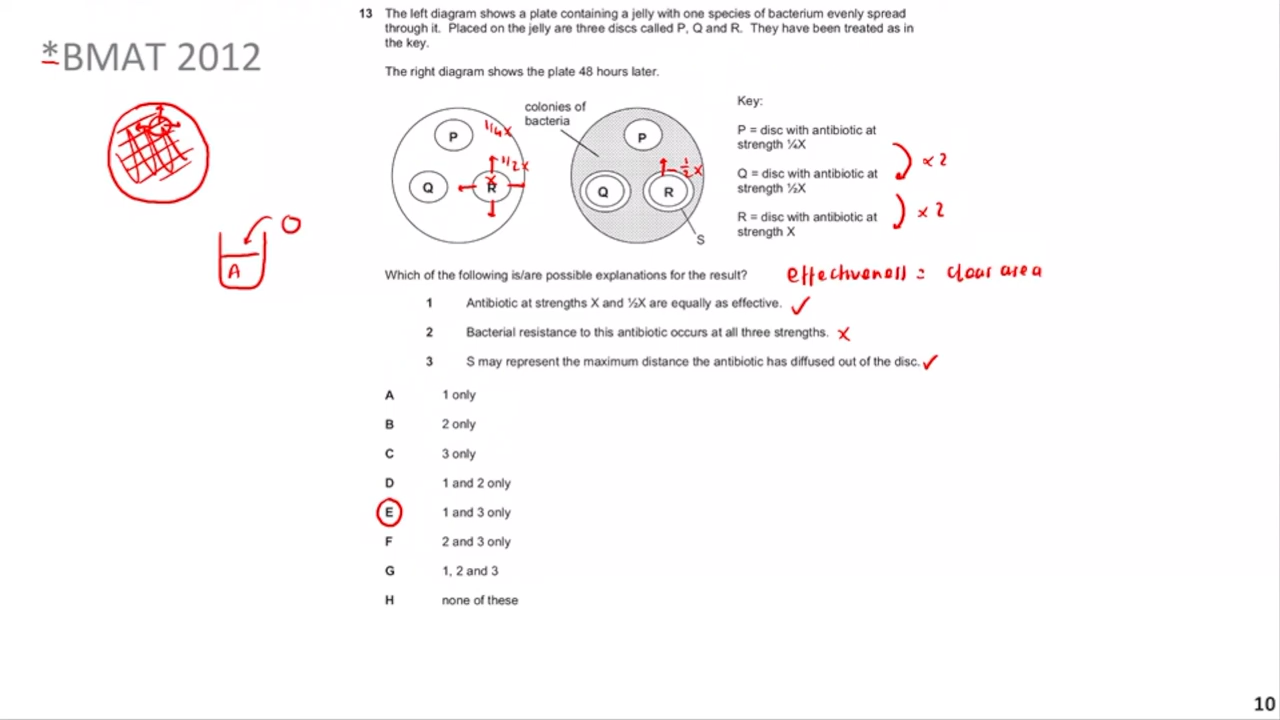 *BMAT 2012
13 The left diagram shows a plate containing a jelly with one species of bacterium evenly spread
through it. Placed on the jelly are three discs called P, Q and R. They have been treated as in
the key.
The right diagram shows the plate 48 hours later.
colonies of
bacteria
P
Q
R
1/4x
1/2x
x
P
Q
R
1/2x
S
A
Key:
P = disc with antibiotic at
strength ¼X
Q = disc with antibiotic at
strength ½X
R = disc with antibiotic at
strength X
×2
×2
Which of the following is/are possible explanations for the result?
effectiveness = clear area
1 Antibiotic at strengths X and ½X are equally as effective. ✓
2 Bacterial resistance to this antibiotic occurs at all three strengths. x
3 S may represent the maximum distance the antibiotic has diffused out of the disc. ✓
A 1 only
B 2 only
C 3 only
D 1 and 2 only
E 1 and 3 only
F 2 and 3 only
G 1, 2 and 3
H none of these
10